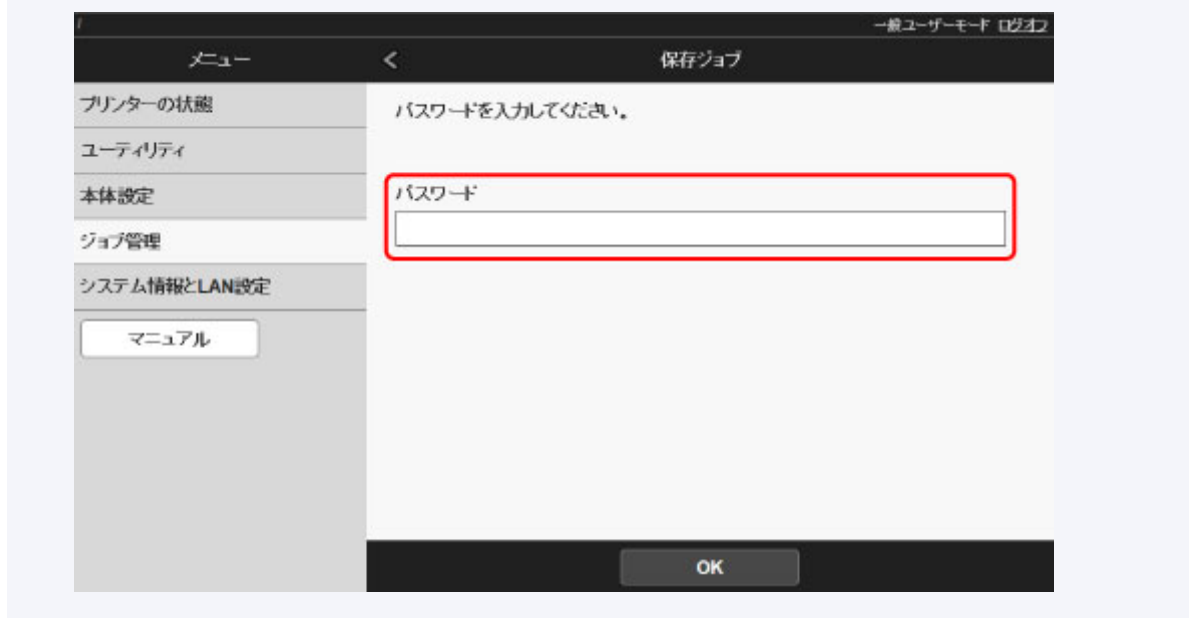 一般ユーザーモード ログオフ
メニュー
<
保存ジョブ
プリンターの状態
ユーティリティ
本体設定
ジョブ管理
システム情報とLAN設定
マニュアル
パスワードを入力してください。
パスワード
OK